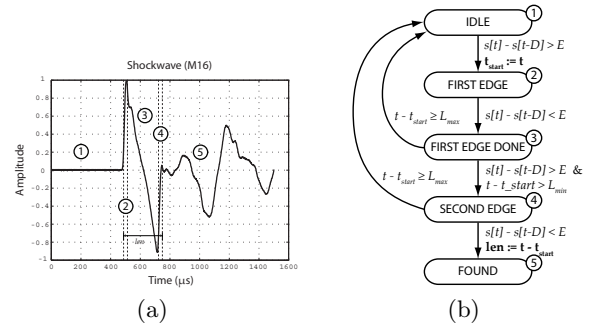 Shockwave (M16)
Amplitude
1
0.8
0.6
0.4
0.2
0
-0.2
-0.4
-0.6
-0.8
-1
0 200 400 600 800 1000 1200 1400 1600
Time (µs)
1
2
3
4
5
len
(a)
IDLE 1
s[t] - s[t-D] > E
t_start := t
FIRST EDGE 2
s[t] - s[t-D] < E
t - t_start ≥ L_max
FIRST EDGE DONE 3
s[t] - s[t-D] > E &
t - t_start > L_min
t - t_start ≥ L_max
SECOND EDGE 4
s[t] - s[t-D] < E
len := t - t_start
FOUND 5
(b)